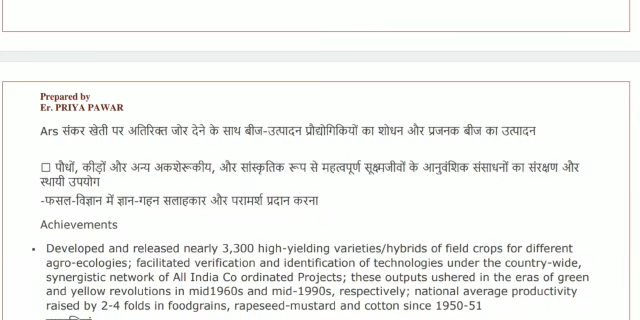 Prepared by
Er. PRIYA PAWAR
Ars संकर खेती पर अतिरिक्त जोर देने के साथ बीज-उत्पादन प्रौद्योगिकियों का शोधन और प्रजनक बीज का उत्पादन
□ पौधों, कीड़ों और अन्य अकशेरूकीय, और सांस्कृतिक रूप से महत्वपूर्ण सूक्ष्मजीवों के आनुवंशिक संसाधनों का संरक्षण और
स्थायी उपयोग
-फसल-विज्ञान में ज्ञान-गहन सलाहकार और परामर्श प्रदान करना
Achievements
• Developed and released nearly 3,300 high-yielding varieties/hybrids of field crops for different
agro-ecologies; facilitated verification and identification of technologies under the country-wide,
synergistic network of All India Co ordinated Projects; these outputs ushered in the eras of green
and yellow revolutions in mid1960s and mid-1990s, respectively; national average productivity
raised by 2-4 folds in foodgrains, rapeseed-mustard and cotton since 1950-51